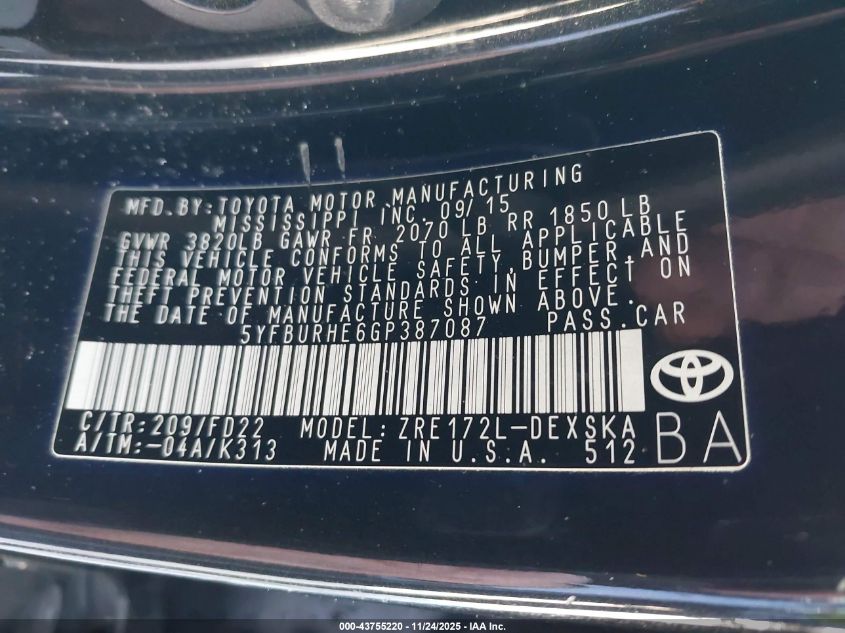 MFD.BY:TOYOTA MOTOR MANUFACTURING
MISSISSIPPI INC. 09/15
GVWR 3820LB GAWR FR 2070 LB RR 1850LB
THIS VEHICLE CONFORMS TO ALL APPLICABLE
FEDERAL MOTOR VEHICLE SAFETY,BUMPER,AND
THEFT PREVENTION STANDARDS IN EFFECT ON
THE DATE OF MANUFACTURE SHOWN ABOVE.
5YFBURHE6GP387087 PASS.CAR
C/TR:209/FD22 MODEL:ZRE172L-DEXSKA
A/TM:-04A/K313 MADE IN U.S.A. 512
BA
000-43755220 - 11/24/2025 - IAA Inc.